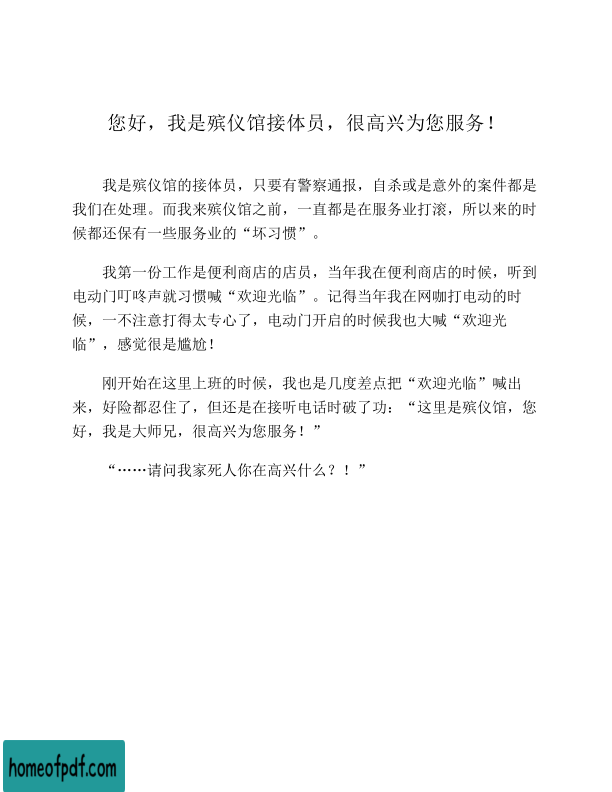 您好，我是殡仪馆接体员，很高兴为您服务！
我是殡仪馆的接体员，只要有警察通报，自杀或是意外的案件都是
我们在处理。而我来殡仪馆之前，一直都是在服务业打滚，所以来的时
候都还保有一些服务业的“坏习惯”。
我第一份工作是便利商店的店员，当年我在便利商店的时候，听到
电动门叮咚声就习惯喊“欢迎光临”。记得当年我在网咖打电动的时
候，一不注意打得太专心了，电动门开启的时候我也大喊“欢迎光
临”，感觉很是尴尬！
刚开始在这里上班的时候，我也是几度差点把“欢迎光临”喊出
来，好险都忍住了，但还是在接听电话时破了功：“这里是殡仪馆，您
好，我是大师兄，很高兴为您服务！”
“……请问我家死人你在高兴什么？！”
homeofpdf.com